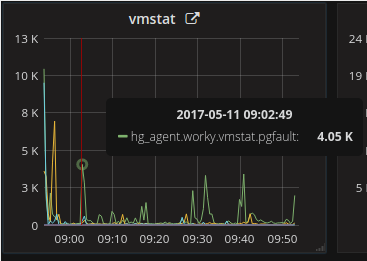 vmstat
13 K
10 K
8 K
5 K
3 K
0
09:00
09:10
09:20
09:30
09:40
09:50
2017-05-11 09:02:49
hg_agent.worky.vmstat.pgfault: 4.05 K
24
19
5